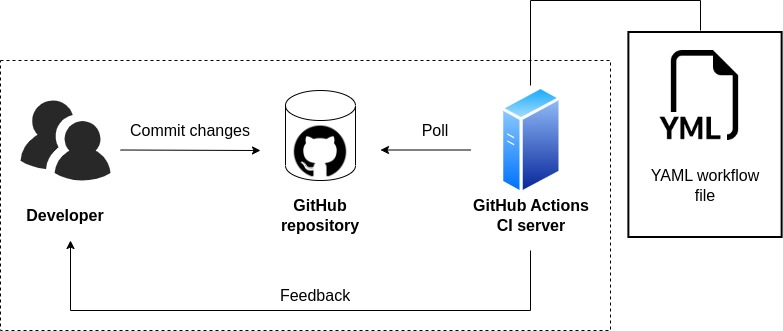 Commit changes
Poll
YML
YAML workflow
file
Developer
GitHub
repository
GitHub Actions
CI server
Feedback